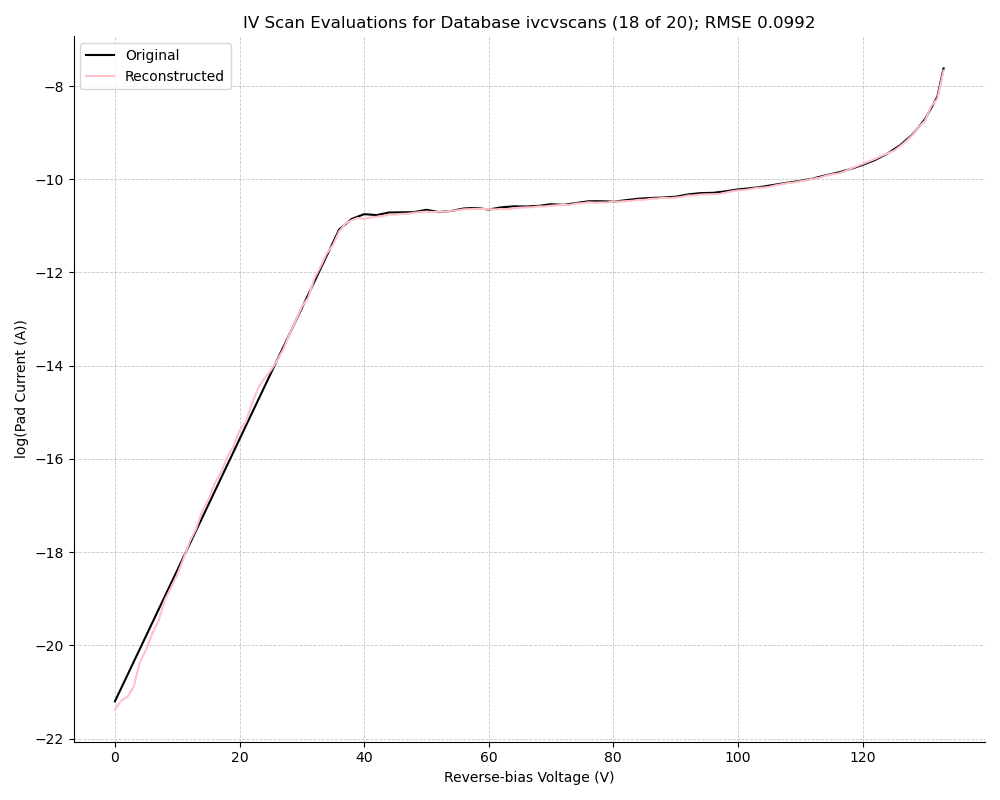 IV Scan Evaluations for Database ivcvscans (18 of 20); RMSE 0.0992
Original
Reconstructed
−8
−10
−12
−14
−16
−18
−20
−22
log(Pad Current (A))
0 20 40 60 80 100 120
Reverse-bias Voltage (V)